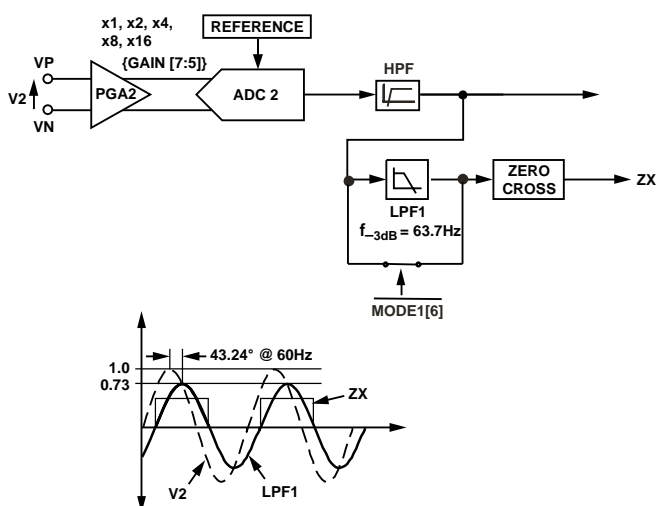 x1, x2, x4,
x8, x16
{GAIN [7:5]}
REFERENCE
VP
V2
VN
PGA2
ADC 2
HPF
LPF1
f–3dB = 63.7Hz
ZERO
CROSS
ZX
MODE1[6]
43.24° @ 60Hz
1.0
0.73
ZX
V2
LPF1